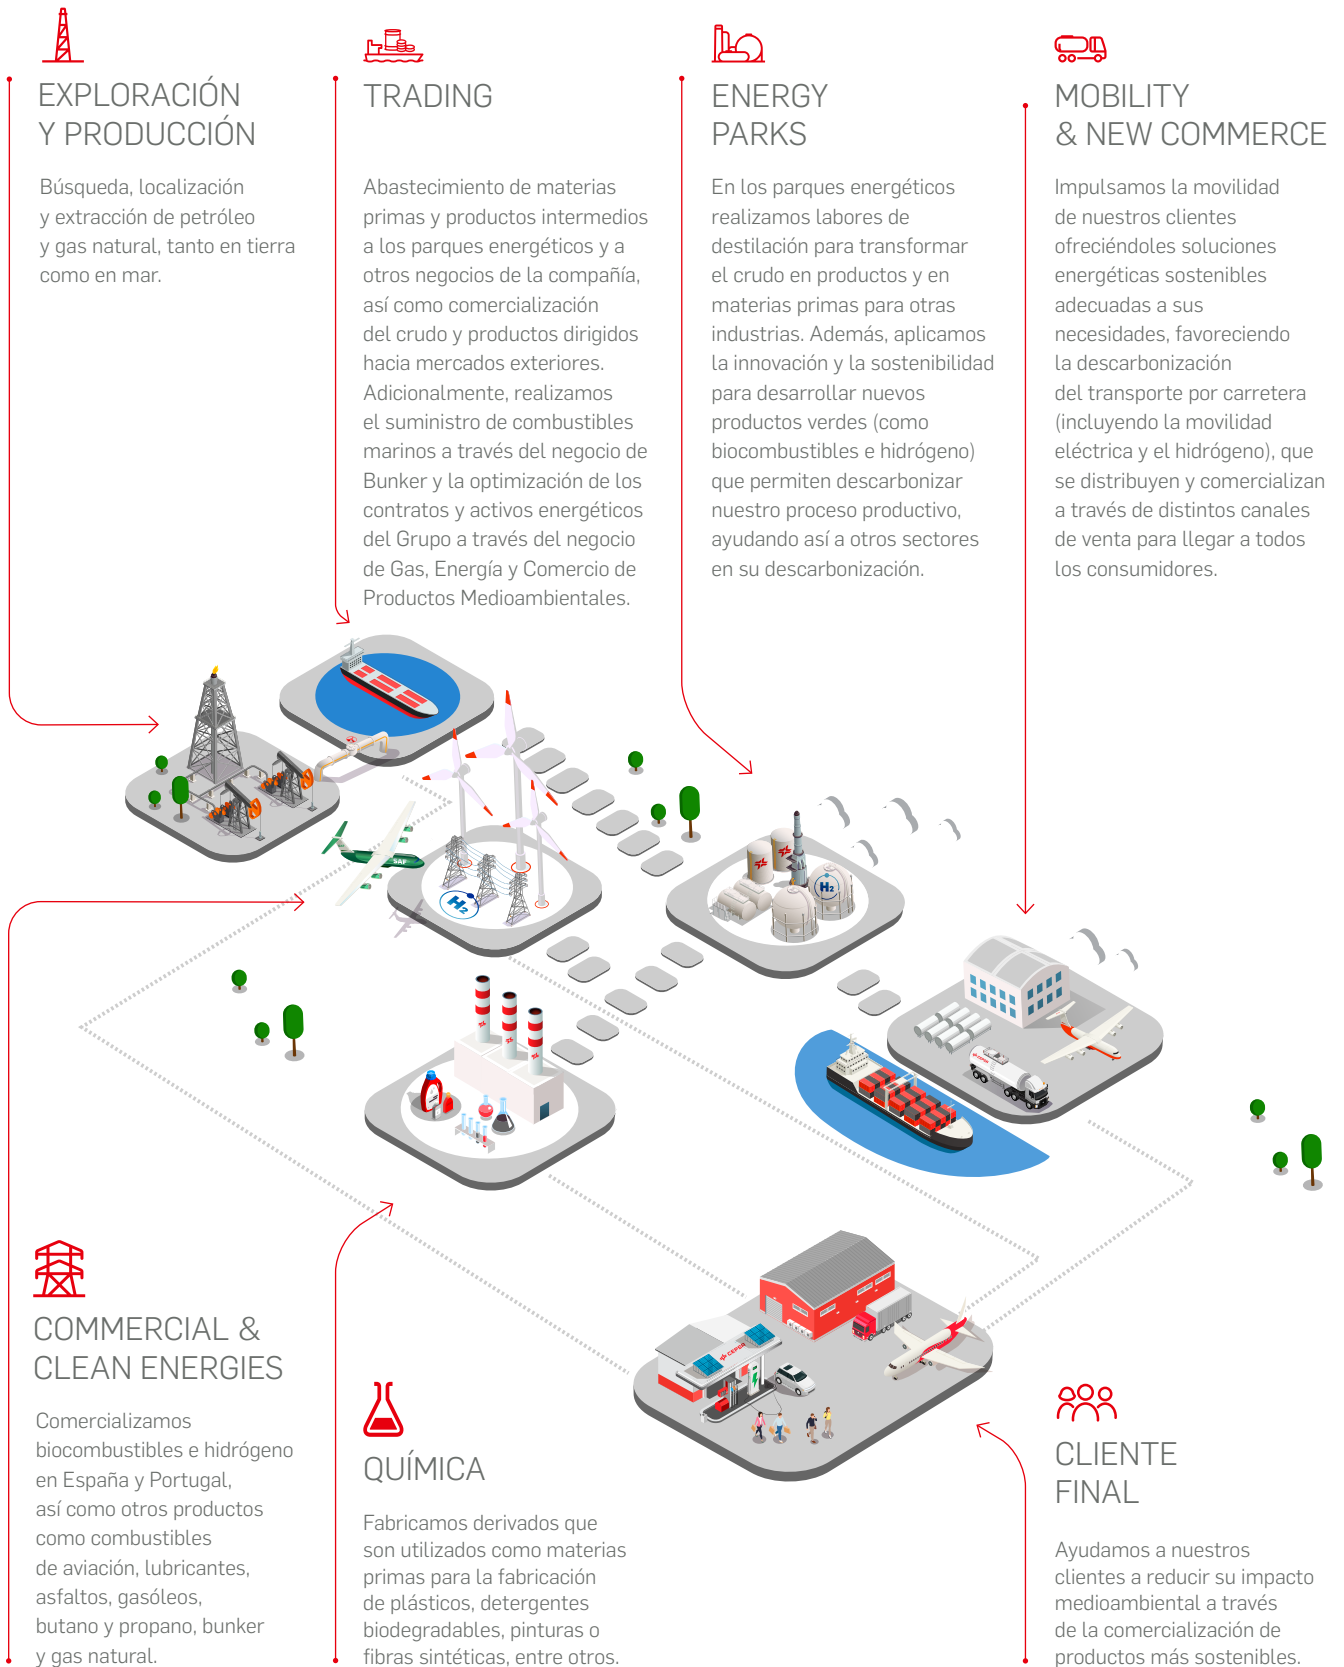 EXPLORACIÓN
Y PRODUCCIÓN
Búsqueda, localización
y extracción de petróleo
y gas natural, tanto en tierra
como en mar.
TRADING
Abastecimiento de materias
primas y productos intermedios
a los parques energéticos y a
otros negocios de la compañía,
así como comercialización
del crudo y productos dirigidos
hacia mercados exteriores.
Adicionalmente, realizamos
el suministro de combustibles
marinos a través del negocio de
Bunker y la optimización de los
contratos y activos energéticos
del Grupo a través del negocio
de Gas, Energía y Comercio de
Productos Medioambientales.
ENERGY
PARKS
En los parques energéticos
realizamos labores de
destilación para transformar
el crudo en productos y en
materias primas para otras
industrias. Además, aplicamos
la innovación y la sostenibilidad
para desarrollar nuevos
productos verdes (como
biocombustibles e hidrógeno)
que permiten descarbonizar
nuestro proceso productivo,
ayudando así a otros sectores
en su descarbonización.
MOBILITY
& NEW COMMERCE
Impulsamos la movilidad
de nuestros clientes
ofreciéndoles soluciones
energéticas sostenibles
adecuadas a sus
necesidades, favoreciendo
la descarbonización
del transporte por carretera
(incluyendo la movilidad
eléctrica y el hidrógeno), que
se distribuyen y comercializan
a través de distintos canales
de venta para llegar a todos
los consumidores.
SAF
H2
H2
CEPSA
CEPSA
COMMERCIAL &
CLEAN ENERGIES
Comercializamos
biocombustibles e hidrógeno
en España y Portugal,
así como otros productos
como combustibles
de aviación, lubricantes,
asfaltos, gasóleos,
butano y propano, bunker
y gas natural.
QUÍMICA
Fabricamos derivados que
son utilizados como materias
primas para la fabricación
de plásticos, detergentes
biodegradables, pinturas o
fibras sintéticas, entre otros.
CLIENTE
FINAL
Ayudamos a nuestros
clientes a reducir su impacto
medioambiental a través
de la comercialización de
productos más sostenibles.